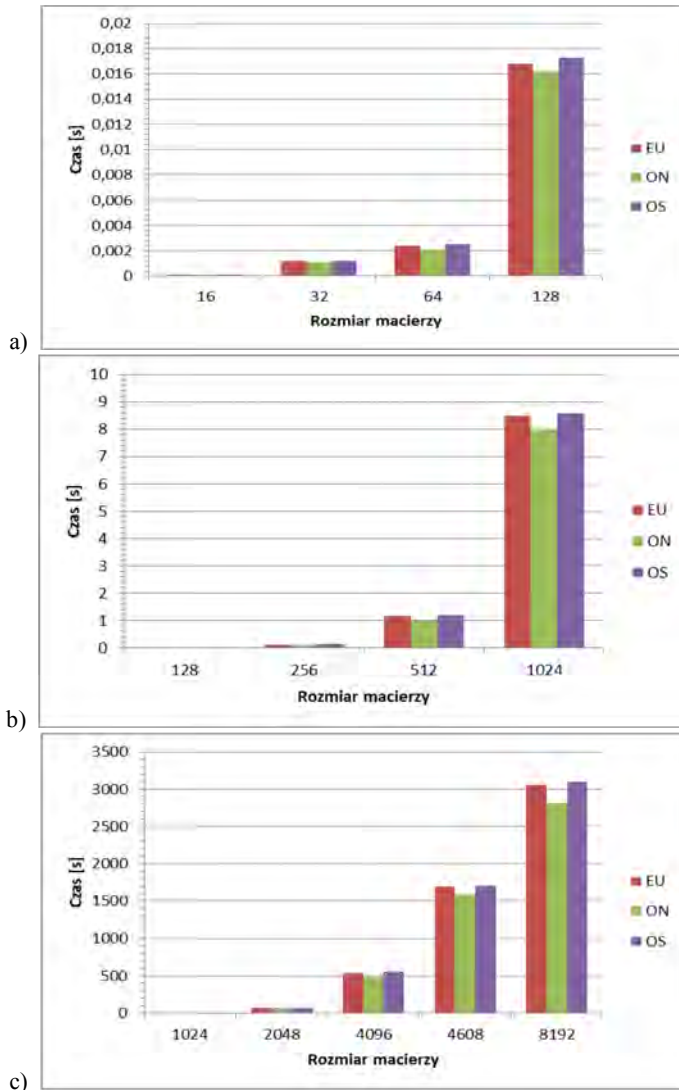 0,02
0,018
0,016
0,014
0,012
0,01
0,008
0,006
0,004
0,002
0
Czas [s]
16 32 64 128
Rozmiar macierzy
EU
ON
OS
a)
10
9
8
7
6
5
4
3
2
1
0
Czas [s]
128 256 512 1024
Rozmiar macierzy
EU
ON
OS
b)
3500
3000
2500
2000
1500
1000
500
0
Czas [s]
1024 2048 4096 4608 8192
Rozmiar macierzy
EU
ON
OS
c)